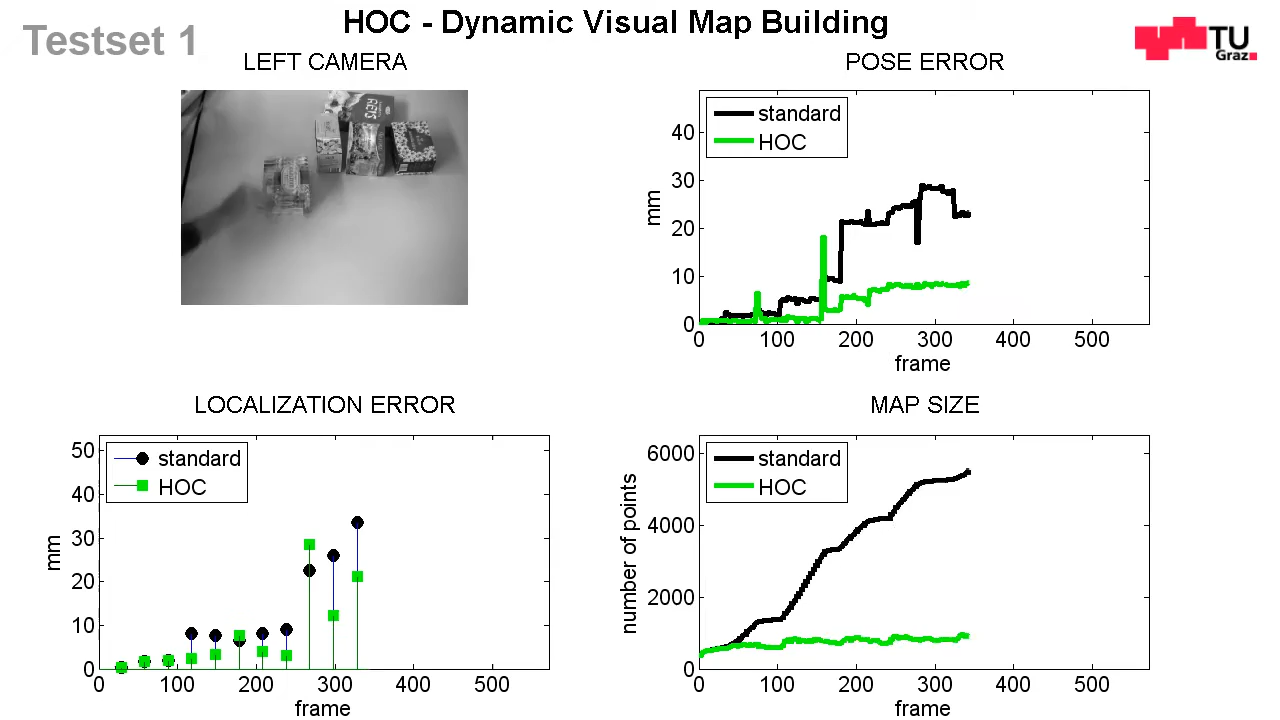 HOC - Dynamic Visual Map Building
Testset 1
TU
Graz
LEFT CAMERA
POSE ERROR
standard
HOC
40
30
20
10
0
mm
0 100 200 300 400 500
frame
LOCALIZATION ERROR
standard
HOC
50
40
30
20
10
0
mm
0 100 200 300 400 500
frame
MAP SIZE
standard
HOC
6000
4000
2000
0
number of points
0 100 200 300 400 500
frame